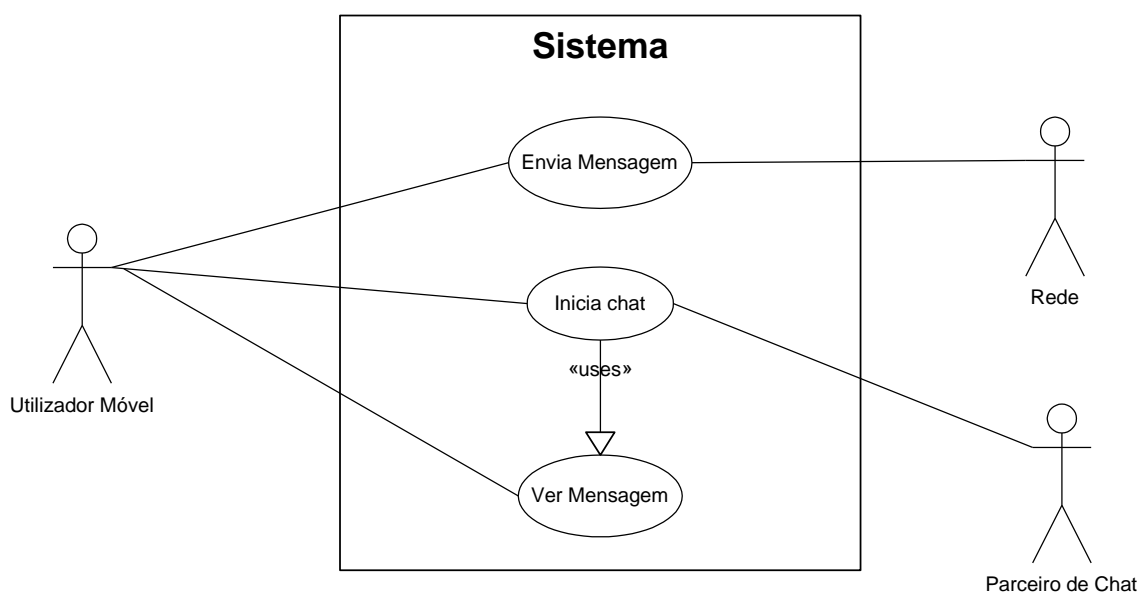 Sistema
Envia Mensagem
Inicia chat
Rede
«uses»
Utilizador Móvel
Ver Mensagem
Parceiro de Chat